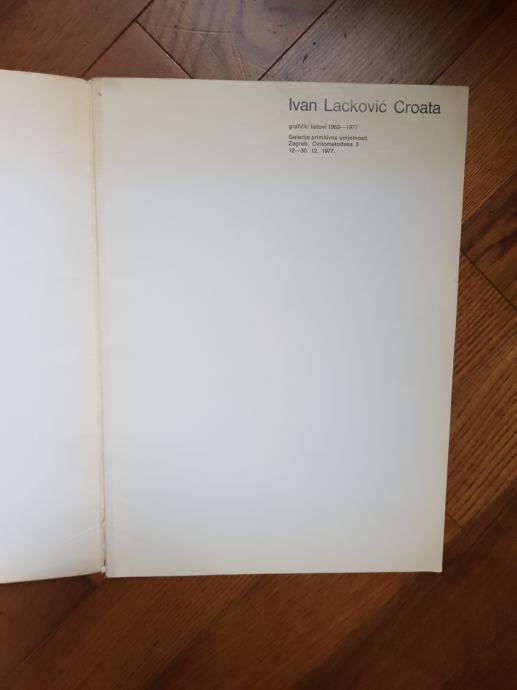 Ivan Lacković Croata
grafički listovi 1963—1977
Galerija primitivne umjetnosti
Zagreb, Ćirilometodska 3
12—30. 12. 1977.